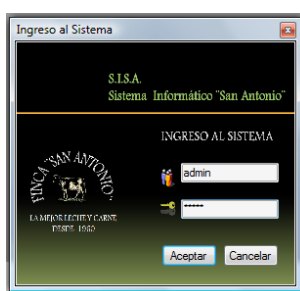 Ingreso al Sistema
S.I.S.A.
Sistema Informático "San Antonio"
INGRESO AL SISTEMA
FINCA "SAN ANTONIO"
admin
•••••
LA MEJOR LECHE Y CARNE
DESDE 1960
Aceptar Cancelar